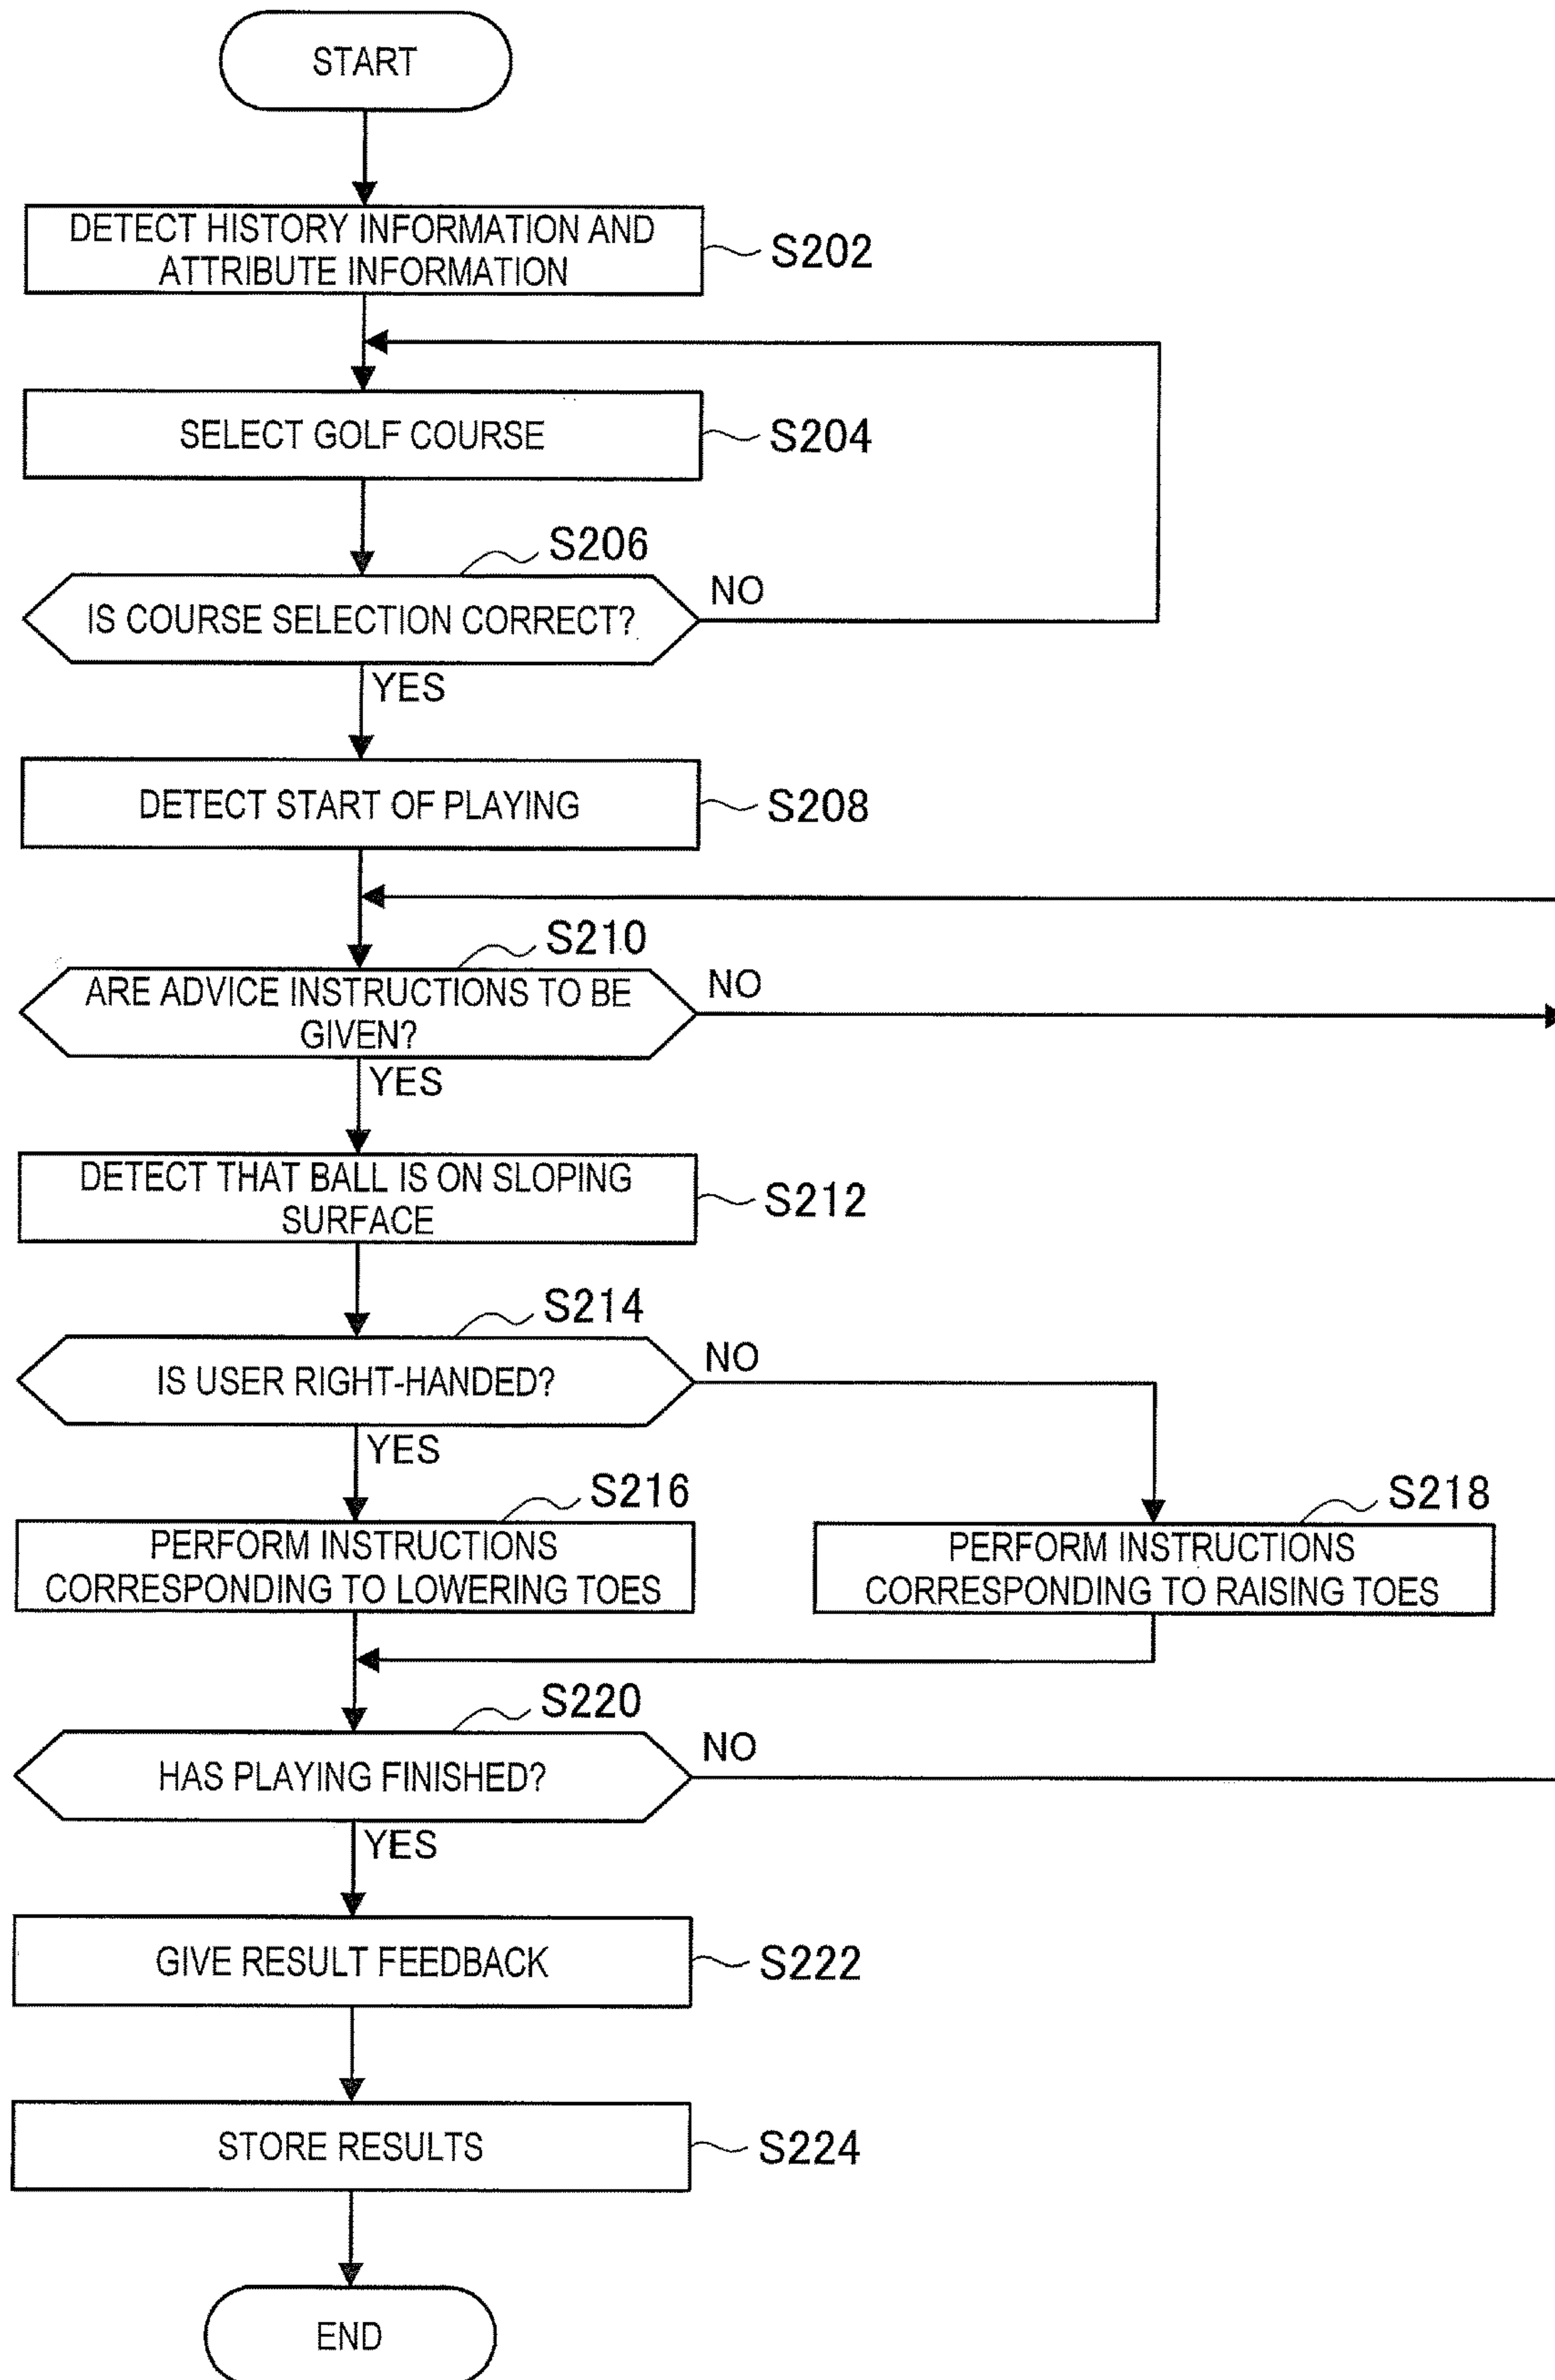 START
DETECT HISTORY INFORMATION AND
ATTRIBUTE INFORMATION
S202
SELECT GOLF COURSE
S204
S206
IS COURSE SELECTION CORRECT?
NO
YES
DETECT START OF PLAYING
S208
S210
ARE ADVICE INSTRUCTIONS TO BE
GIVEN?
NO
YES
DETECT THAT BALL IS ON SLOPING
SURFACE
S212
S214
IS USER RIGHT-HANDED?
NO
YES
S216
PERFORM INSTRUCTIONS
CORRESPONDING TO LOWERING TOES
S218
PERFORM INSTRUCTIONS
CORRESPONDING TO RAISING TOES
S220
HAS PLAYING FINISHED?
NO
YES
GIVE RESULT FEEDBACK
S222
STORE RESULTS
S224
END